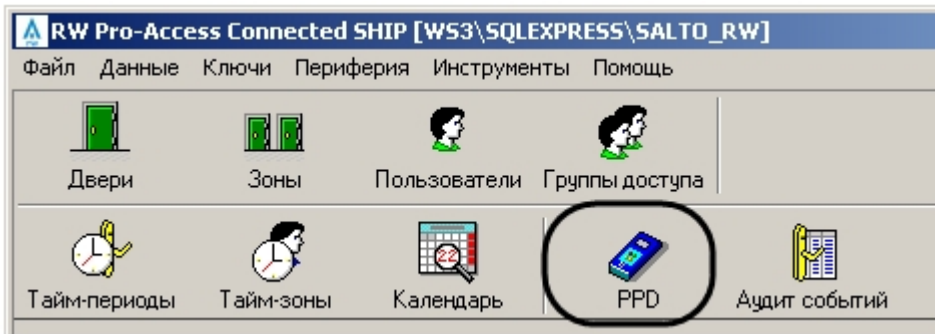 RW Pro-Access Connected SHIP [WS3\SQLEXPRESS\SALTO_RW]
Файл Данные Ключи Периферия Инструменты Помощь
Двери Зоны Пользователи Группы доступа
22
Тайм-периоды Тайм-зоны Календарь PPD Аудит событий